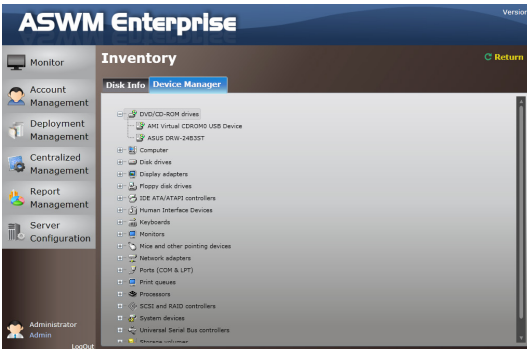 Version
ASWM Enterprise
Monitor
Account
Management
Deployment
Management
Centralized
Management
Report
Management
Server
Configuration
Administrator
Admin
LogOut
Inventory
Return
Disk Info
Device Manager
DVD/CD-ROM drives
AMI Virtual CDROM0 USB Device
ASUS DRW-24B3ST
Computer
Disk drives
Display adapters
Floppy disk drives
IDE ATA/ATAPI controllers
Human Interface Devices
Keyboards
Monitors
Mice and other pointing devices
Network adapters
Ports (COM & LPT)
Print queues
Processors
SCSI and RAID controllers
System devices
Universal Serial Bus controllers
Storage volumes